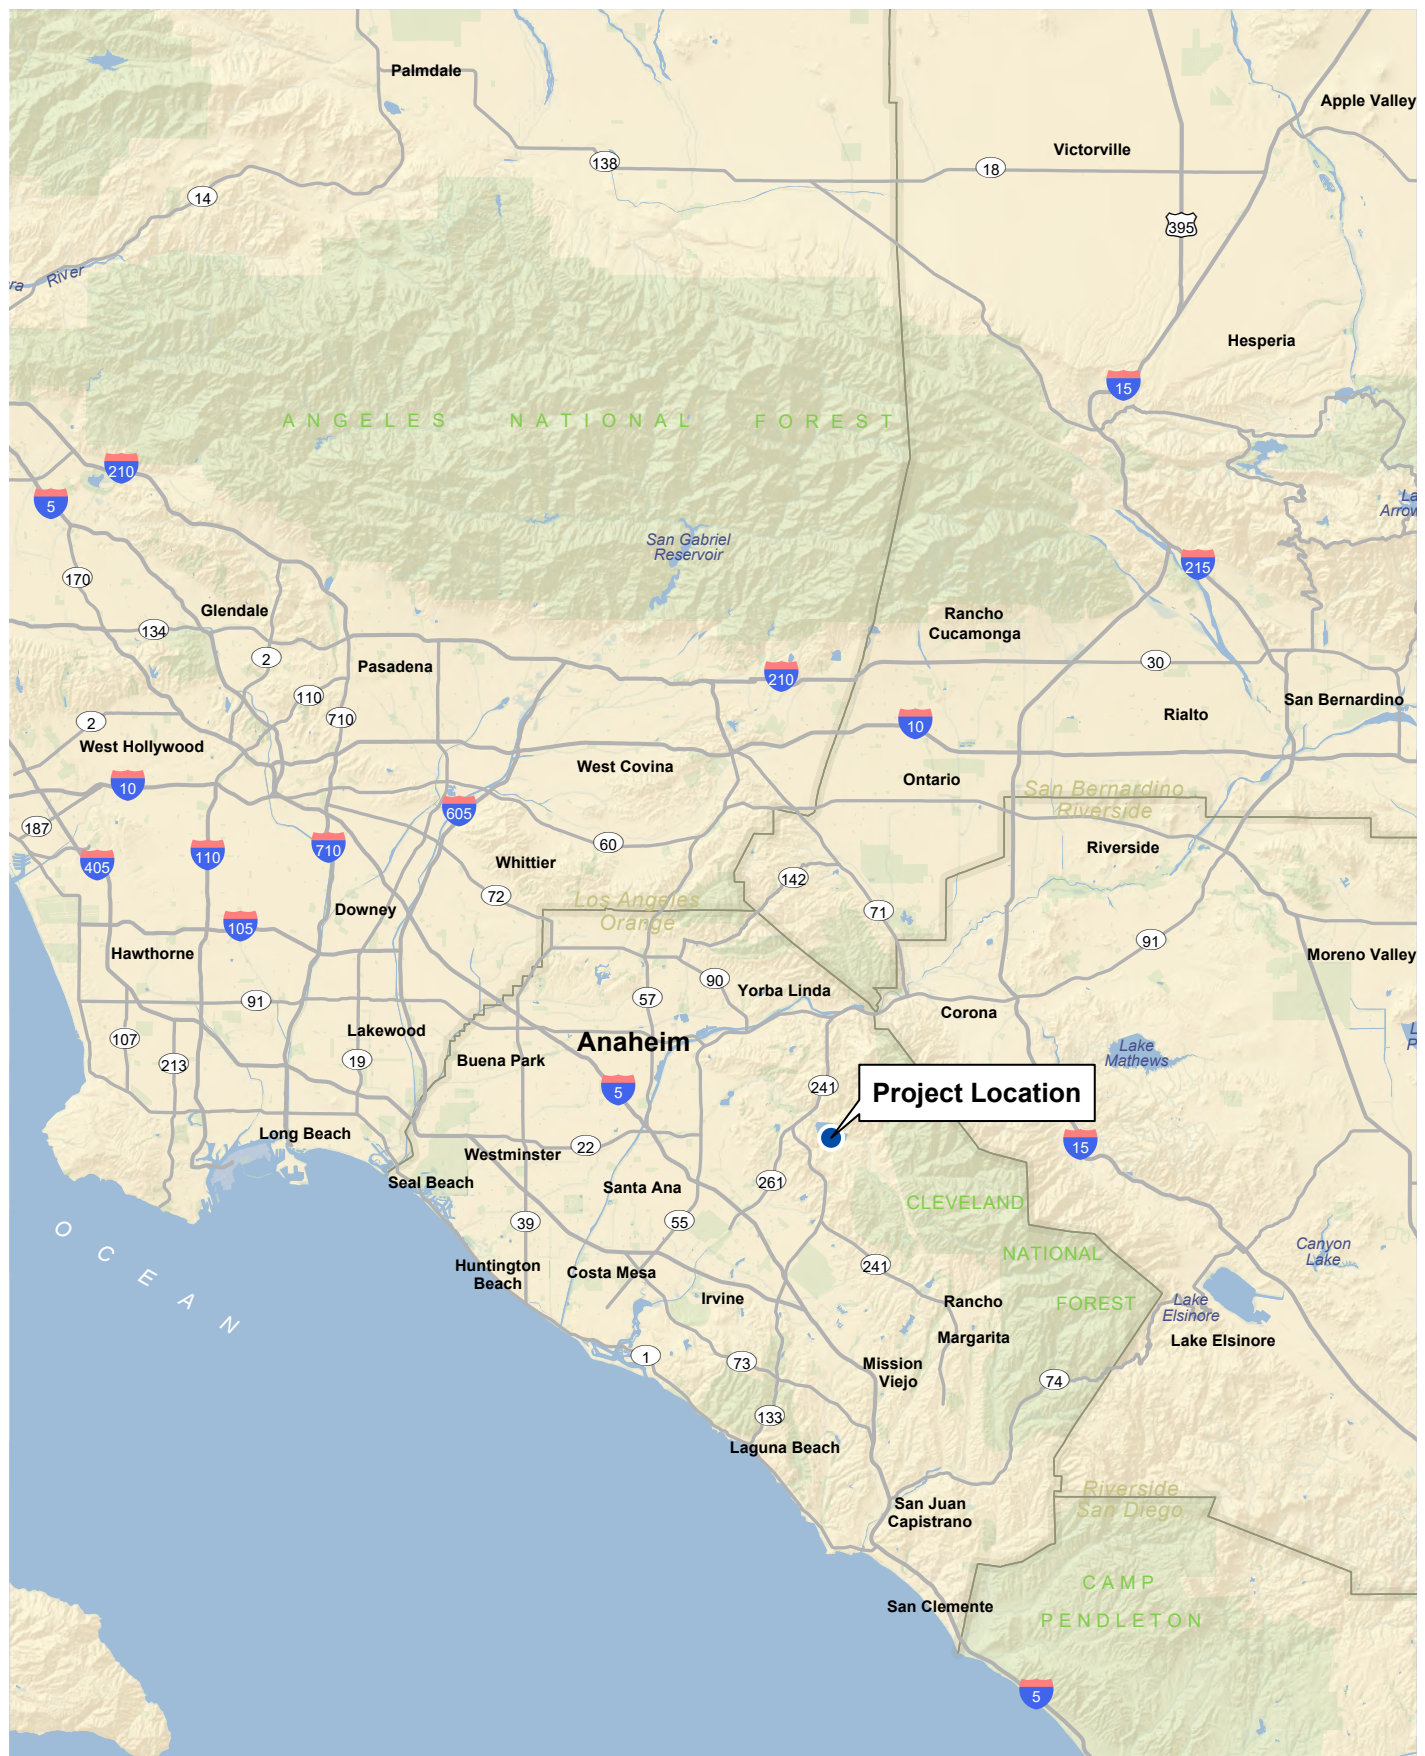 Palmdale
Apple Valley
Victorville
138
18
14
395
ra
River
Hesperia
15
ANGELES NATIONAL FOREST
210
5
La
Arrow
San Gabriel
Reservoir
215
170
Glendale
Rancho
Cucamonga
134
2
Pasadena
30
210
110
San Bernardino
710
2
10
Rialto
West Hollywood
West Covina
Ontario
10
San Bernardino
Riverside
605
187
60
710
110
Riverside
405
Whittier
142
72
Los Angeles
Orange
Downey
71
105
91
Hawthorne
Moreno Valley
90
Yorba Linda
57
91
Corona
Lakewood
107
Anaheim
Lake
Mathews
L
P
19
213
Buena Park
241
5
Project Location
Long Beach
22
15
Westminster
Seal Beach
261
Santa Ana
CLEVELAND
39
55
OCEAN
NATIONAL
Canyon
Lake
241
Huntington
Beach
Costa Mesa
Irvine
Rancho
Margarita
FOREST
Lake
Elsinore
Lake Elsinore
1
73
Mission
Viejo
74
133
Laguna Beach
Riverside
San Diego
San Juan
Capistrano
CAMP
PENDLETON
San Clemente
5